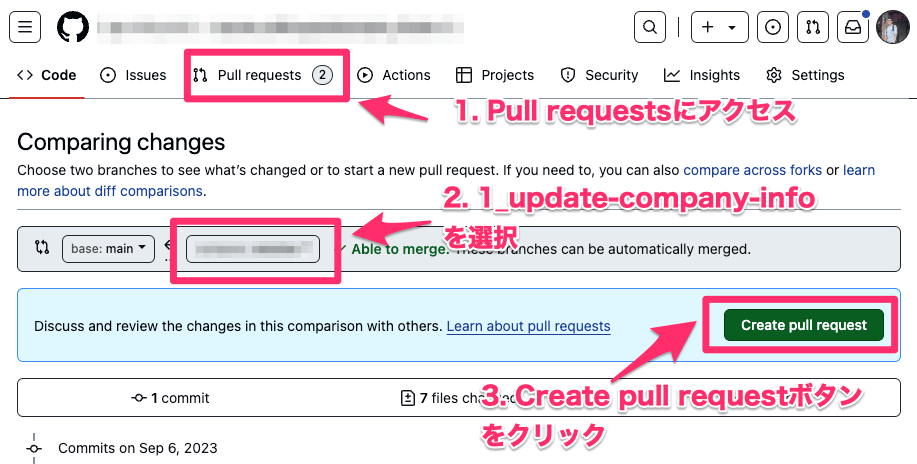 Code
Issues
Pull requests 2
Actions
Projects
Security
Insights
Settings
1. Pull requestsにアクセス
Comparing changes
Choose two branches to see what's changed or to start a new pull request. If you need to, you can also compare across forks or learn
more about diff comparisons.
2. 1_update-company-info
を選択
base: main
Able to merge. These branches can be automatically merged.
Discuss and review the changes in this comparison with others. Learn about pull requests
Create pull request
1 commit
7 files
3. Create pull requestボタン
をクリック
Commits on Sep 6, 2023